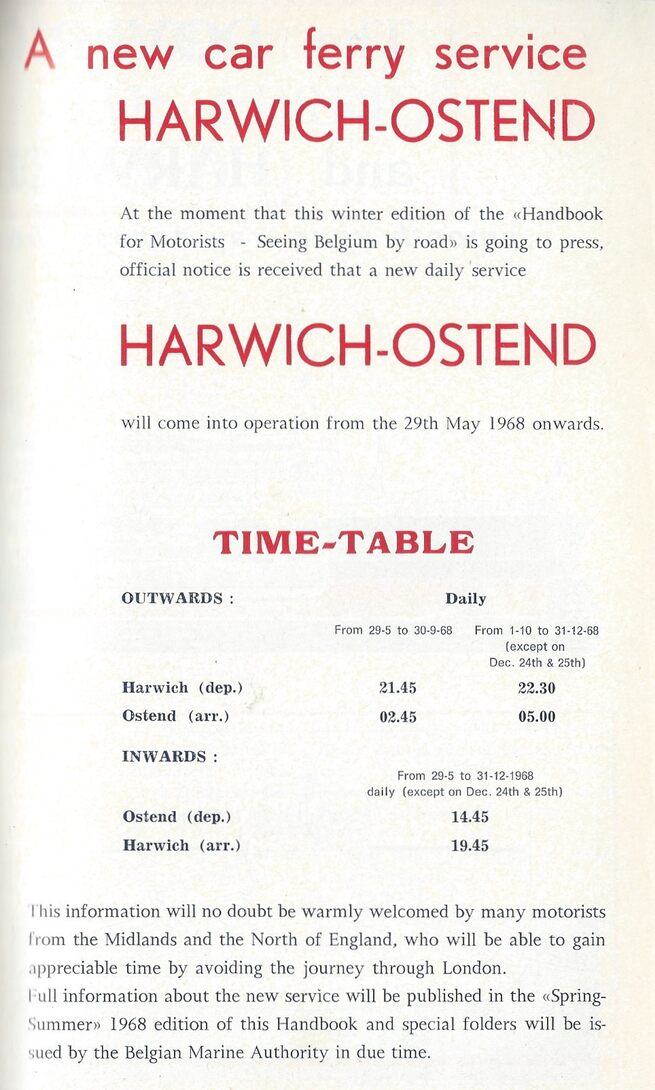 A new car ferry service
HARWICH-OSTEND
At the moment that this winter edition of the «Handbook
for Motorists - Seeing Belgium by road» is going to press,
official notice is received that a new daily service
HARWICH-OSTEND
will come into operation from the 29th May 1968 onwards.
TIME-TABLE
OUTWARDS : Daily
From 29-5 to 30-9-68 From 1-10 to 31-12-68
(except on
Dec. 24th & 25th)
Harwich (dep.) 21.45 22.30
Ostend (arr.) 02.45 05.00
INWARDS :
From 29-5 to 31-12-1968
daily (except on Dec. 24th & 25th)
Ostend (dep.) 14.45
Harwich (arr.) 19.45
This information will no doubt be warmly welcomed by many motorists
from the Midlands and the North of England, who will be able to gain
appreciable time by avoiding the journey through London.
Full information about the new service will be published in the «Spring-
Summer» 1968 edition of this Handbook and special folders will be is-
sued by the Belgian Marine Authority in due time.